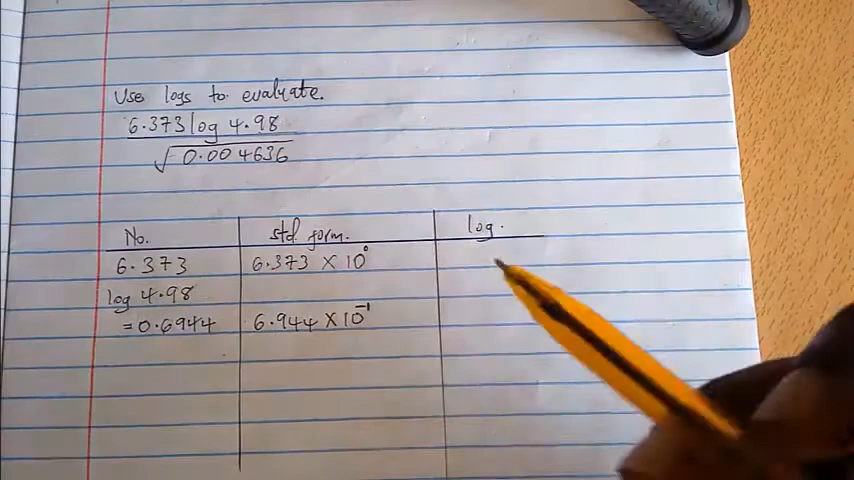 Use logs to evaluate.
6.373 log 4.98
√0.004636
No. std form. log.
6.373 6.373 × 10⁰
log 4.98
= 0.6944 6.944 × 10⁻¹